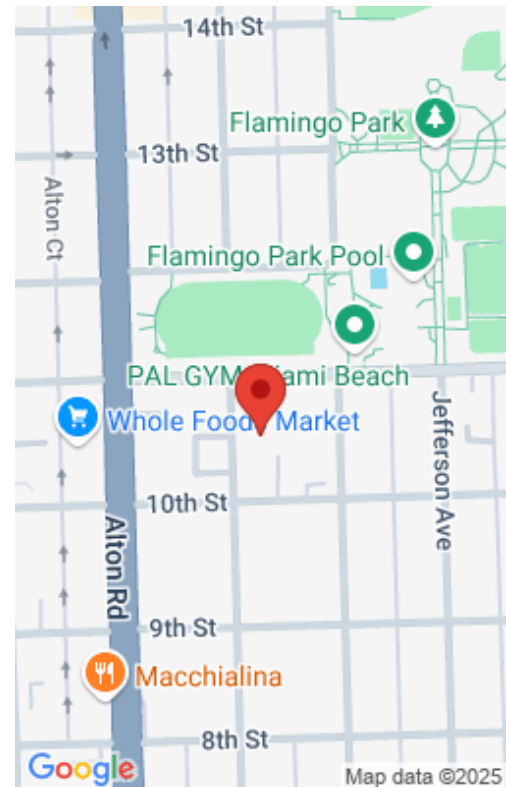 14th St
Flamingo Park
13th St
Alton Ct
Flamingo Park Pool
PAL GYM Miami Beach
Whole Foods Market
Jefferson Ave
10th St
Alton Rd
9th St
Macchialina
8th St
Google
Map data ©2025